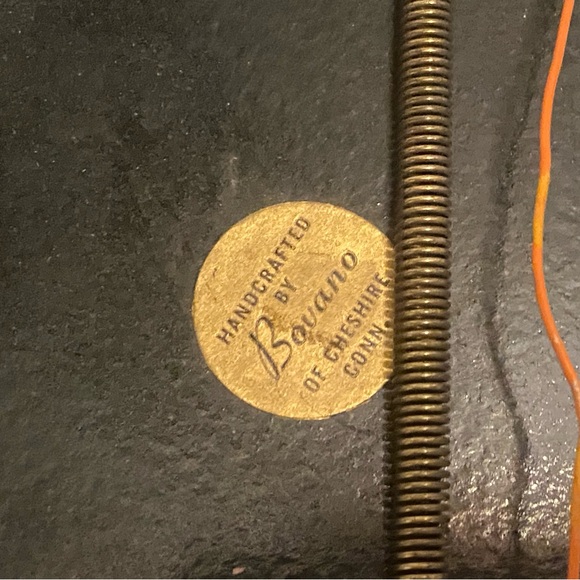 HANDCRAFTED
BY
Bovano
OF CHESHIRE
CONN.